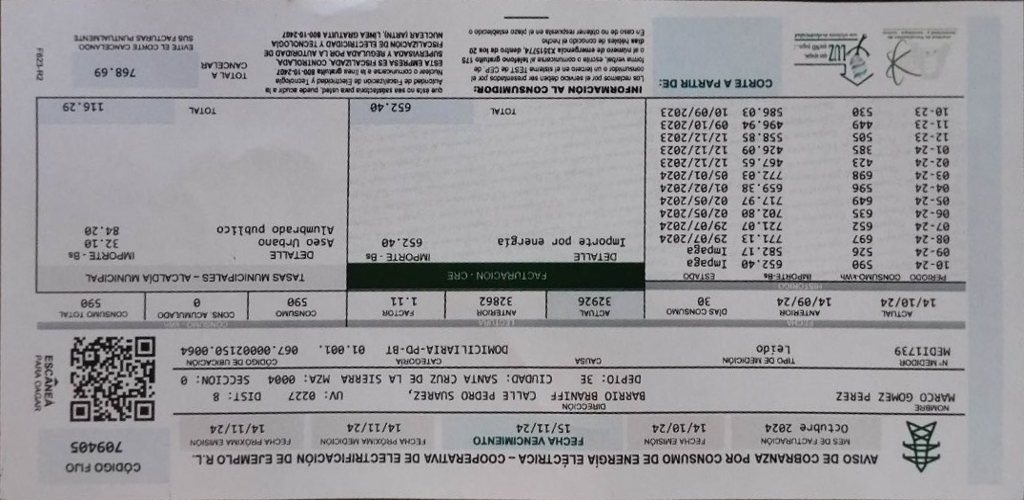 AVISO DE COBRANZA POR CONSUMO DE ENERGÍA ELÉCTRICA – COOPERATIVA DE ELECTRIFICACIÓN DE EJEMPLO R.L.
CÓDIGO FIJO
709405
MES DE FACTURACIÓN
Octubre 2024
FECHA EMISIÓN
14/10/24
FECHA VENCIMIENTO
15/11/24
FECHA PRÓXIMA MEDICION
14/11/24
FECHA PRÓXIMA EMISIÓN
14/11/24
NOMBRE
MARCO GOMEZ PEREZ
DIRECCIÓN
BARRIO BRANIFF CALLE PEDRO SUAREZ, UV: 0227 DIST: 8
DEPTO: 3E CIUDAD: SANTA CRUZ DE LA SIERRA MZA: 0004 SECCION: 0
ESCANEÁ
PARA OAGAR
Nº MEDIDOR
MEDI1739
TIPO DE MEDICIÓN
Leido
CAUSA
CATEGORÍA
DOMICILIARIA-PD-BT
CÓDIGO DE UBICACIÓN
01.001. 067.00002150.0064
FECHA
LECTURA
CONSUMO - kWh
ACTUAL
14/10/24
ANTERIOR
14/09/24
DÍAS CONSUMO
30
ACTUAL
32926
ANTERIOR
32862
FACTOR
1.11
CONSUMO
590
CONS ACUMULADO
0
CONSUMO TOTAL
590
HISTÓRICO
PERÍODO CONSUMO-kWh IMPORTE-Bs ESTADO
10-24 590 652.40 Impaga
09-24 526 582.17 Impaga
08-24 697 771.13 29/07/2024
07-24 652 721.07 29/07/2024
06-24 635 702.80 02/05/2024
05-24 649 717.97 02/05/2024
04-24 596 659.38 01/02/2024
03-24 698 772.03 05/01/2024
02-24 423 467.65 12/12/2023
01-24 385 426.09 12/12/2023
12-23 505 558.85 12/12/2023
11-23 449 496.94 09/10/2023
10-23 530 586.03 10/09/2023
FACTURACION - CRE
DETALLE IMPORTE - Bs
Importe por energía 652.40
TOTAL 652.40
TASAS MUNICIPALES – ALCALDÍA MUNICIPAL
DETALLE IMPORTE - Bs
Aseo Urbano 32.10
Alumbrado publico 84.20
TOTAL 116.29
CORTE A PARTIR DE:
INFORMACIÓN AL CONSUMIDOR:
Los reclamos por el servicio deben ser presentados por el
consumidor o un tercero en el sistema TEST de CEP de
forma verbal, escrito o comunicarse al teléfono gratuito 175
o al número de emergencia X3315174, dentro de los 20
días hábiles de conocido el hecho
En caso de no obtener respuesta en el plazo establecido o
que ésta no sea satisfactoria para usted, puede acudir a la
Autoridad de Fiscalización de Electricidad y Tecnología
Nuclear o comunicarse a la línea gratuita 800-10-2407
ESTA EMPRESA ES FISCALIZADA, CONTROLADA,
SUPERVISADA Y REGULADA POR LA AUTORIDAD DE
FISCALIZACIÓN DE ELECTRICIDAD Y TECNOLOGÍA
NUCLEAR (AETN), LÍNEA GRATUITA 800-10-2407
TOTAL A
CANCELAR
768.69
EVITE EL CORTE CANCELANDO
SUS FACTURAS PUNTUALMENTE
F623-R2
LUZ